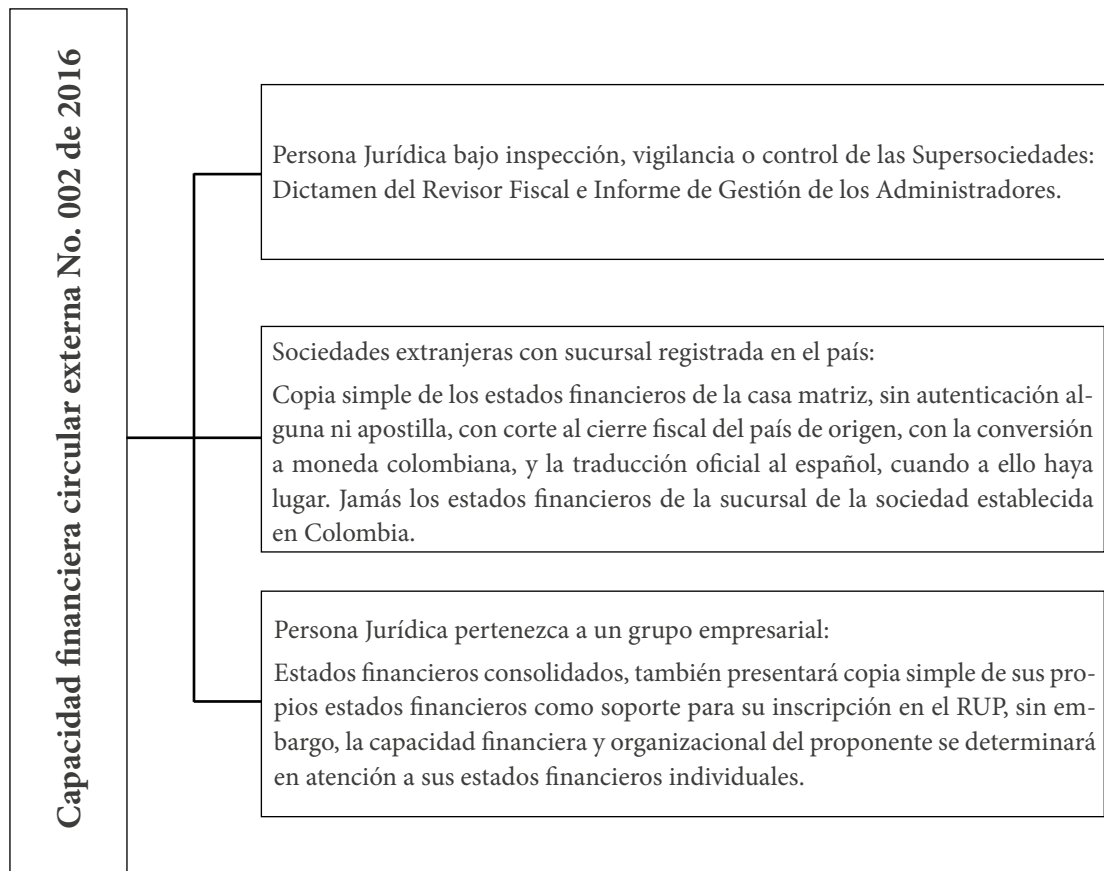 Capacidad financiera circular externa No. 002 de 2016
Persona Jurídica bajo inspección, vigilancia o control de las Supersociedades:
Dictamen del Revisor Fiscal e Informe de Gestión de los Administradores.
Sociedades extranjeras con sucursal registrada en el país:
Copia simple de los estados financieros de la casa matriz, sin autenticación al-
guna ni apostilla, con corte al cierre fiscal del país de origen, con la conversión
a moneda colombiana, y la traducción oficial al español, cuando a ello haya
lugar. Jamás los estados financieros de la sucursal de la sociedad establecida
en Colombia.
Persona Jurídica pertenezca a un grupo empresarial:
Estados financieros consolidados, también presentará copia simple de sus pro-
pios estados financieros como soporte para su inscripción en el RUP, sin em-
bargo, la capacidad financiera y organizacional del proponente se determinará
en atención a sus estados financieros individuales.